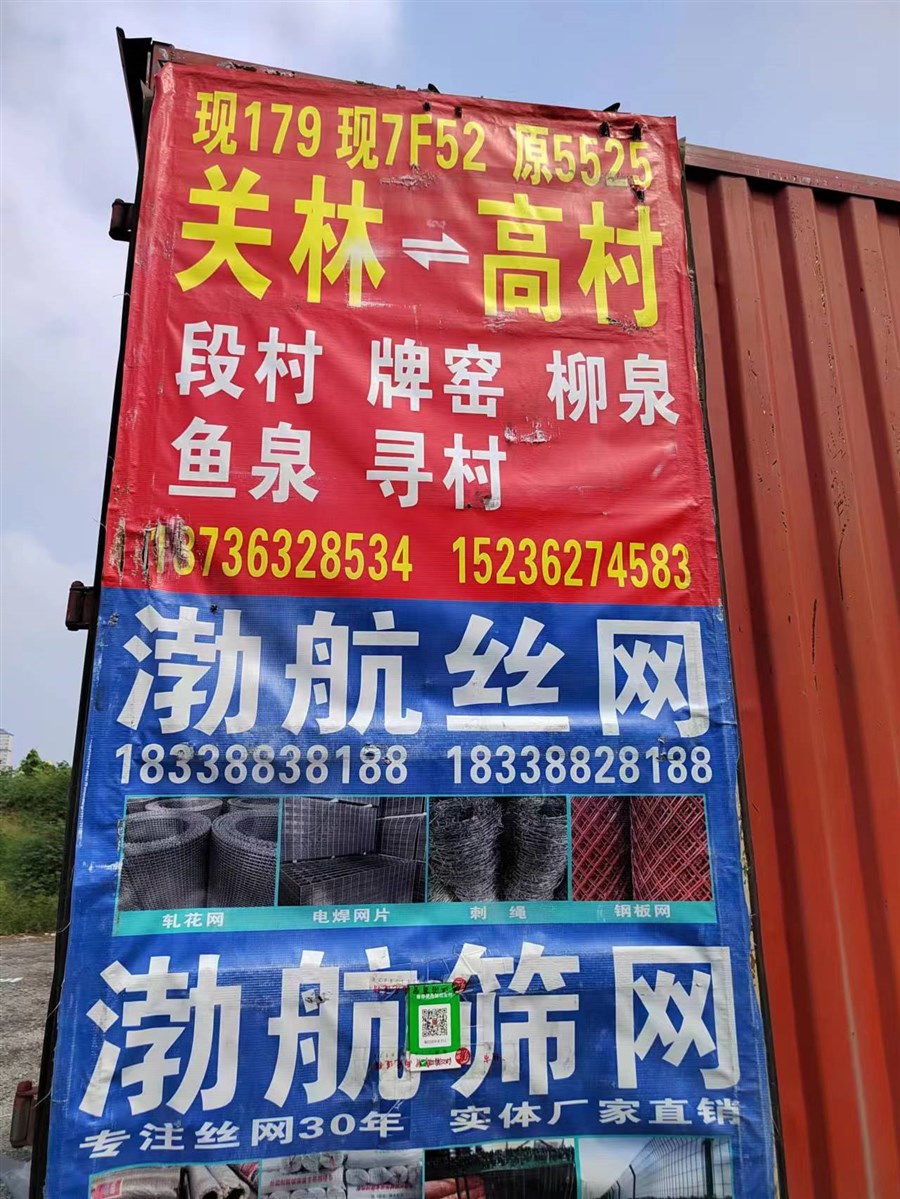 现179 现7F52 原5525
关林⇌高村
段村 牌窑 柳泉
鱼泉 寻村
18736328534 15236274583
渤航丝网
18338838188 18338828188
轧花网 电焊网片 刺绳 钢板网
渤航筛网
专注丝网30年 实体厂家直销